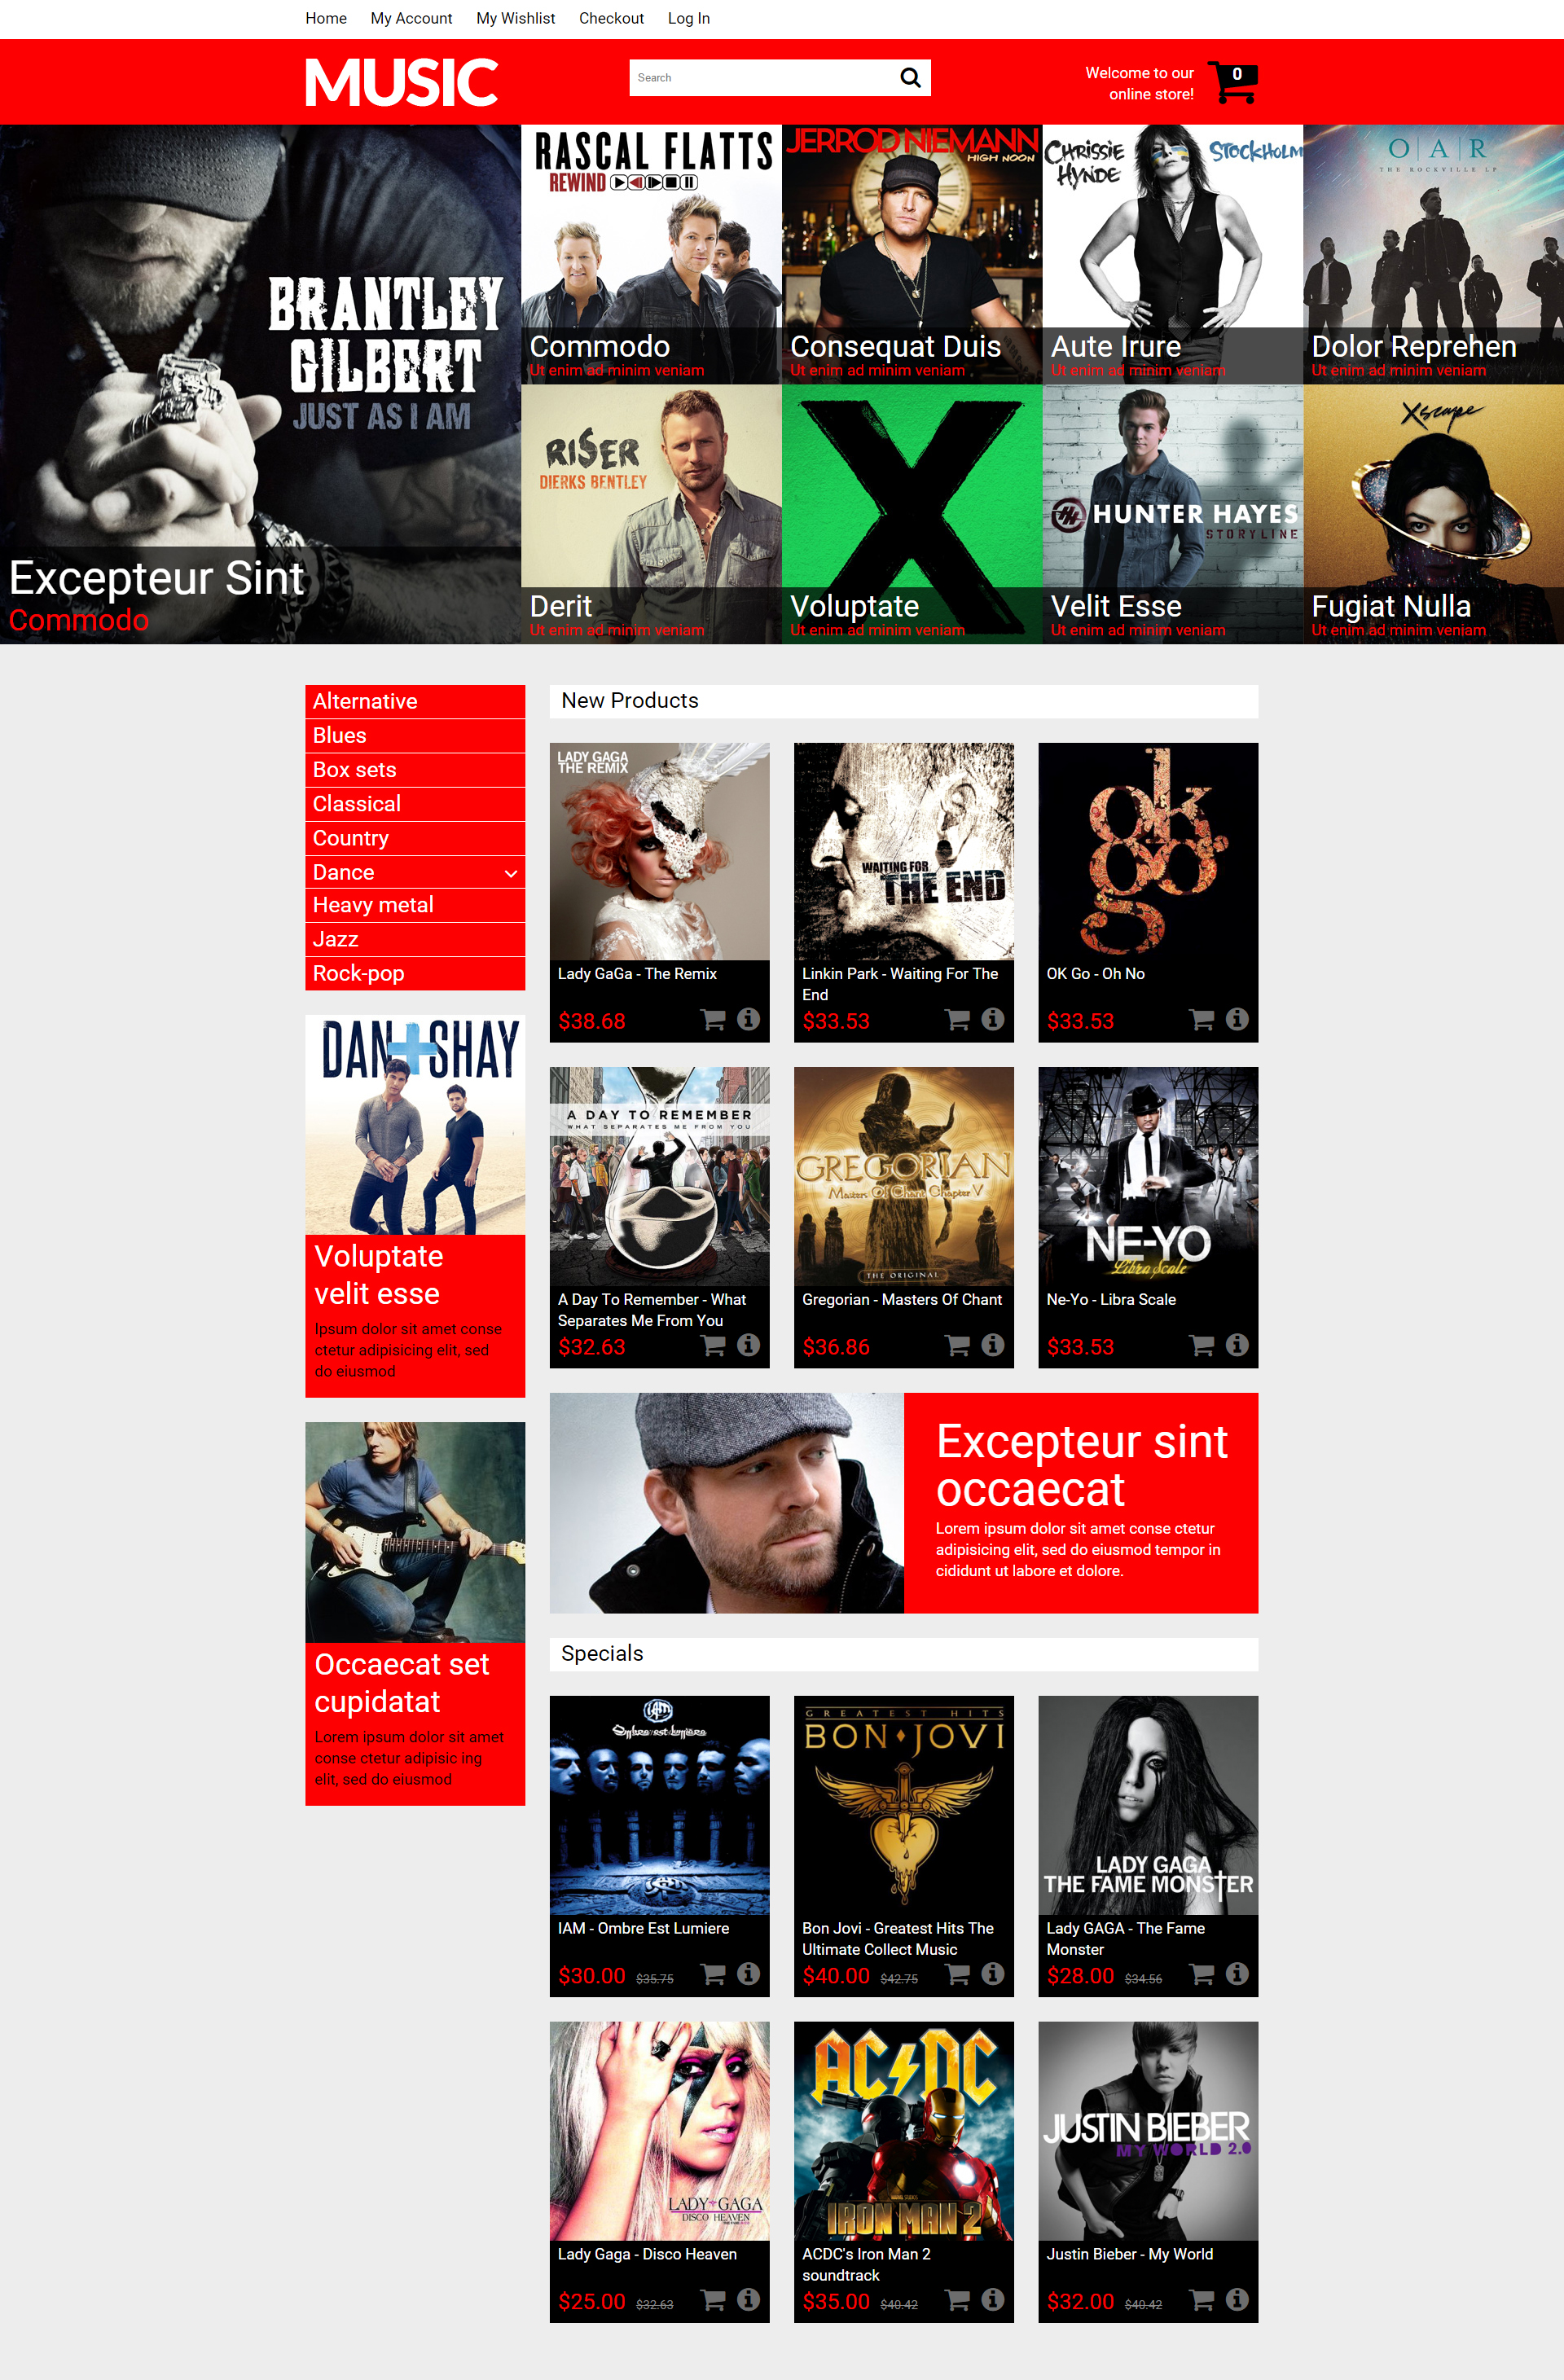 Home My Account My Wishlist Checkout Log In
MUSIC
Search
Welcome to our
online store!
0
BRANTLEY
GILBERT
JUST AS I AM
Excepteur Sint
Commodo
RASCAL FLATTS
REWIND
Commodo
Ut enim ad minim veniam
JERROD NIEMANN
HIGH NOON
Consequat Duis
Ut enim ad minim veniam
CHRISSIE
HYNDE
STOCKHOLM
Aute Irure
Ut enim ad minim veniam
O|A|R
THE ROCKVILLE LP
Dolor Reprehen
Ut enim ad minim veniam
RISER
DIERKS BENTLEY
Derit
Ut enim ad minim veniam
X
Voluptate
Ut enim ad minim veniam
HH HUNTER HAYES
STORYLINE
Velit Esse
Ut enim ad minim veniam
Xscape
Fugiat Nulla
Ut enim ad minim veniam
Alternative
Blues
Box sets
Classical
Country
Dance
Heavy metal
Jazz
Rock-pop
DAN+SHAY
Voluptate
velit esse
Ipsum dolor sit amet conse
ctetur adipisicing elit, sed
do eiusmod
Occaecat set
cupidatat
Lorem ipsum dolor sit amet
conse ctetur adipisic ing
elit, sed do eiusmod
New Products
LADY GAGA
THE REMIX
Lady GaGa - The Remix
$38.68
WAITING FOR
THE END
Linkin Park - Waiting For The
End
$33.53
ok
go
OK Go - Oh No
$33.53
A DAY TO REMEMBER
WHAT SEPARATES ME FROM YOU
A Day To Remember - What
Separates Me From You
$32.63
GREGORIAN
Masters Of Chant Chapter V
THE ORIGINAL
Gregorian - Masters Of Chant
$36.86
NE-YO
Libra Scale
Ne-Yo - Libra Scale
$33.53
Excepteur sint
occaecat
Lorem ipsum dolor sit amet conse ctetur
adipisicing elit, sed do eiusmod tempor in
cididunt ut labore et dolore.
Specials
IAM
Ombre est lumière
IAM - Ombre Est Lumiere
$30.00 $35.75
GREATEST HITS
BON JOVI
Bon Jovi - Greatest Hits The
Ultimate Collect Music
$40.00 $42.75
LADY GAGA
THE FAME MONSTER
Lady GAGA - The Fame
Monster
$28.00 $34.56
LADY GAGA
DISCO HEAVEN
Lady Gaga - Disco Heaven
$25.00 $32.63
AC DC
IRON MAN 2
ACDC's Iron Man 2
soundtrack
$35.00 $40.42
JUSTIN BIEBER
MY WORLD 2.0
Justin Bieber - My World
$32.00 $40.42